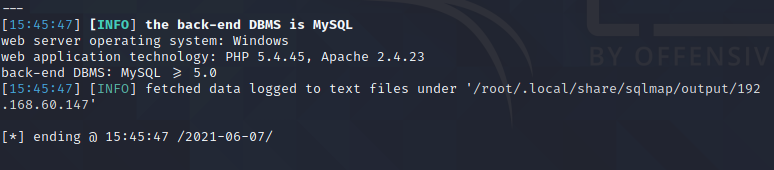 ---
[15:45:47] [INFO] the back-end DBMS is MySQL
web server operating system: Windows
web application technology: PHP 5.4.45, Apache 2.4.23
back-end DBMS: MySQL ≥ 5.0
[15:45:47] [INFO] fetched data logged to text files under '/root/.local/share/sqlmap/output/192
.168.60.147'
[*] ending @ 15:45:47 /2021-06-07/
BY OFFENSIV